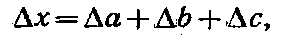 Δx = Δa + Δb + Δc,